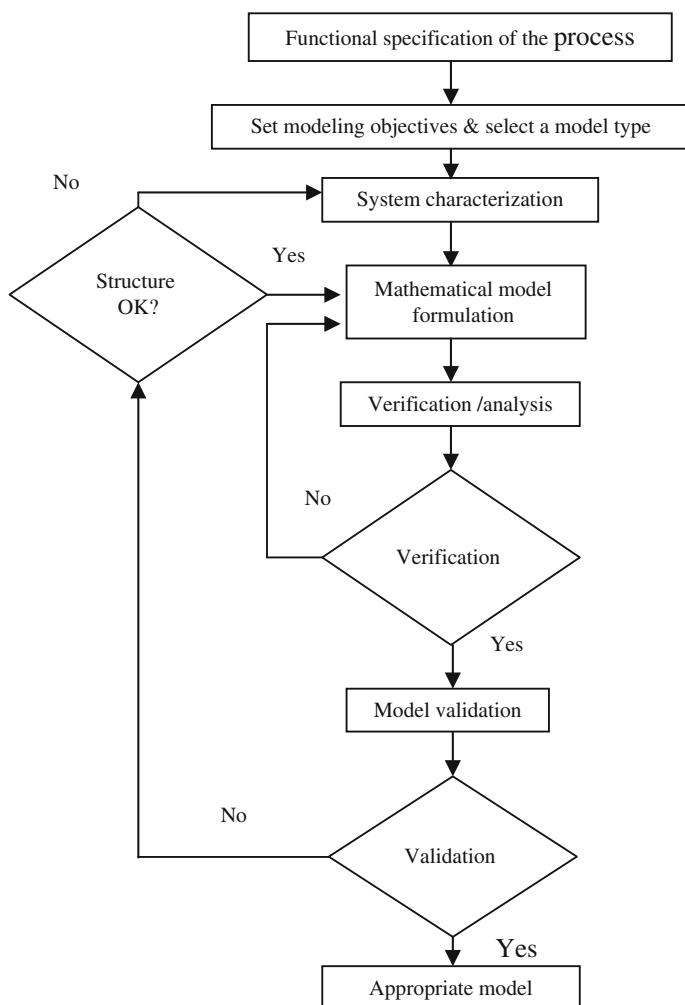 Functional specification of the process
Set modeling objectives & select a model type
No
System characterization
Yes
Structure
OK?
Mathematical model
formulation
Verification /analysis
No
Verification
Yes
Model validation
No
Validation
Yes
Appropriate model